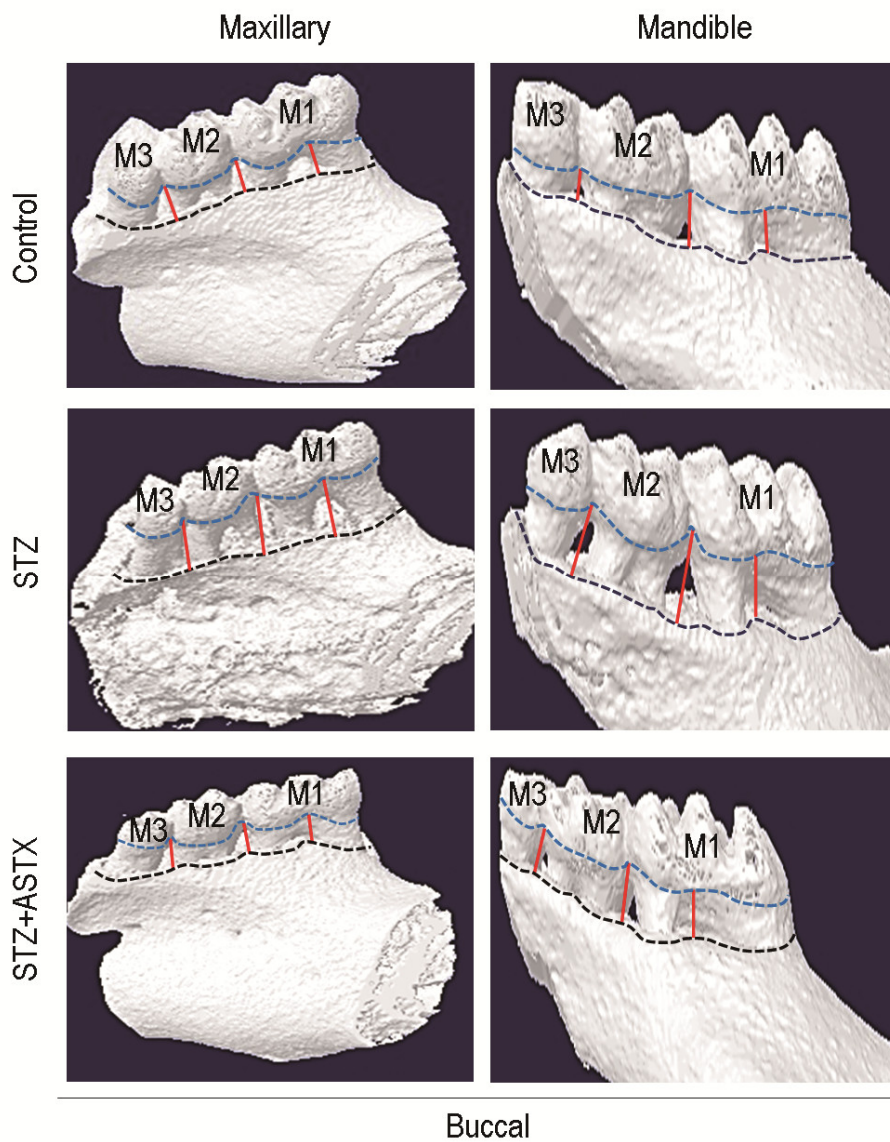 Maxillary
Mandible
Control
M3
M2
M1
M3
M2
M1
STZ
M3
M2
M1
M3
M2
M1
STZ+ASTX
M3
M2
M1
M3
M2
M1
Buccal